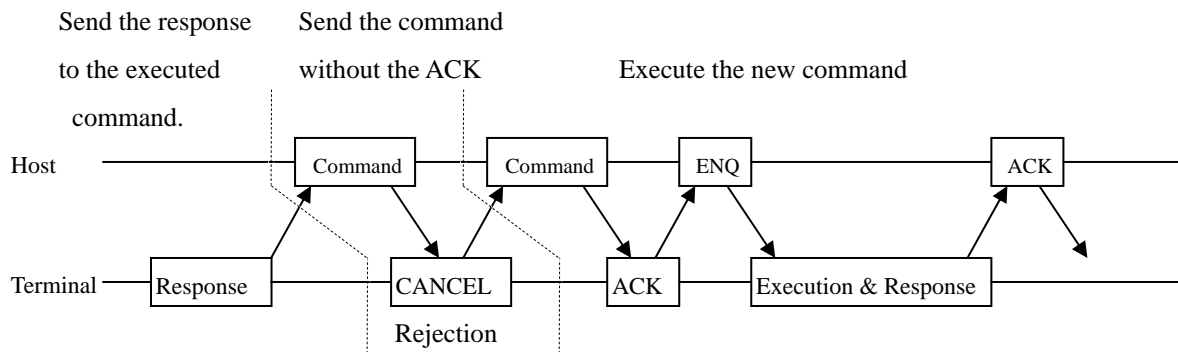 Send the response
to the executed
command.
Send the command
without the ACK
Execute the new command
Host
Command
Command
ENQ
ACK
Terminal
Response
CANCEL
ACK
Execution & Response
Rejection